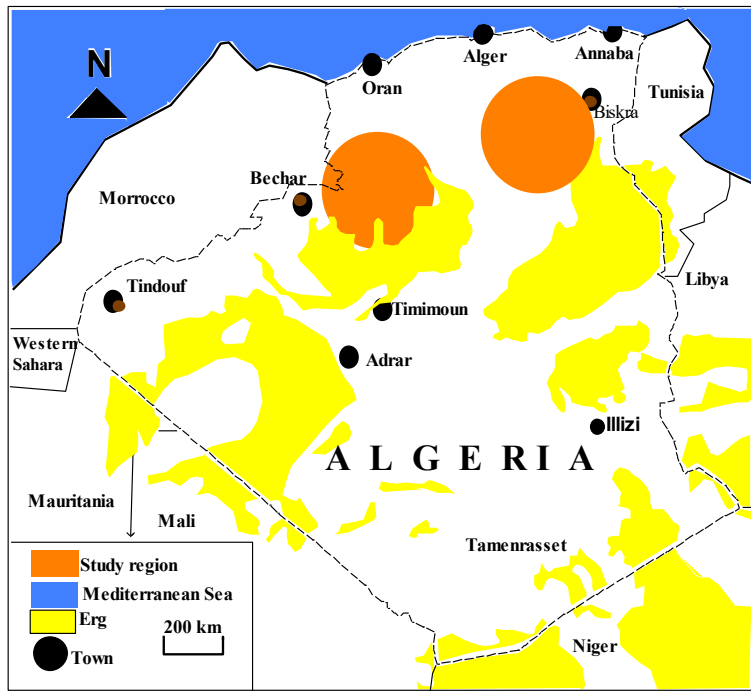 Alger
Annaba
N
Oran
Tunisia
Biskra
Bechar
Morrocco
Tindouf
Libya
Timimoun
Western
Sahara
Adrar
Illizi
ALGERIA
Mauritania
Mali
Tamenrasset
Study region
Mediterranean Sea
Erg
200 km
Town
Niger